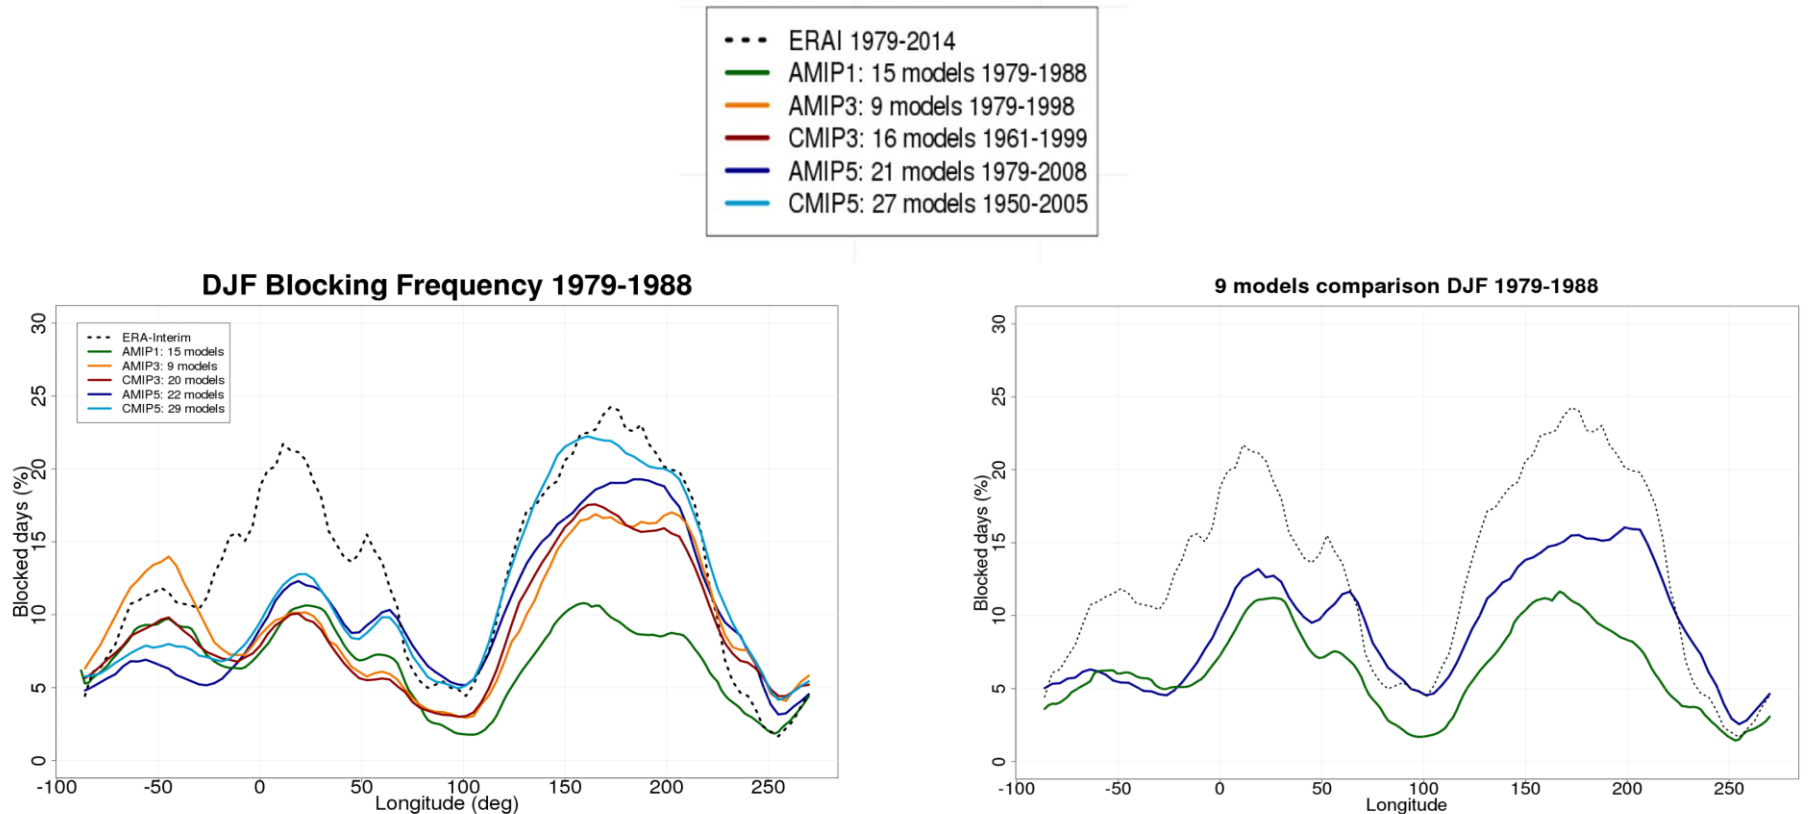 ERAI 1979-2014
AMIP1: 15 models 1979-1988
AMIP3: 9 models 1979-1998
CMIP3: 16 models 1961-1999
AMIP5: 21 models 1979-2008
CMIP5: 27 models 1950-2005
DJF Blocking Frequency 1979-1988
30
25
20
15
10
5
0
Blocked days (%)
ERA-Interim
AMIP1: 15 models
AMIP3: 9 models
CMIP3: 20 models
AMIP5: 22 models
CMIP5: 29 models
-100 -50 0 50 100 150 200 250
Longitude (deg)
9 models comparison DJF 1979-1988
30
25
20
15
10
5
0
Blocked days (%)
-100 -50 0 50 100 150 200 250
Longitude